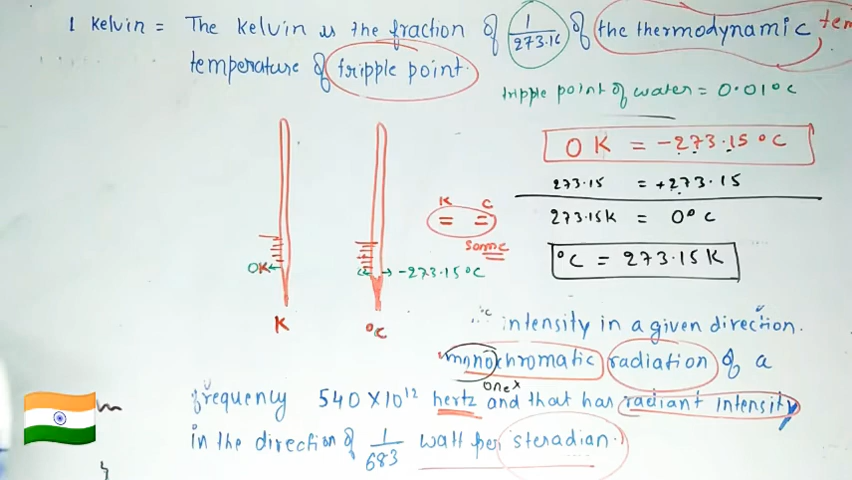 1 Kelvin = The Kelvin is the fraction of 1/273.16 of the thermodynamic tem
temperature of fripple point.
tripple point of water = 0.01°C
0 K = -273.15°C
273.15 = +273.15
273.15K = 0°C
°C = 273.15K
K C
= =
same
0K
-273.15°C
K °C
intensity in a given direction.
monochromatic radiation of a
one
frequency 540 X 10¹² hertz and that has radiant intensity
in the direction of 1/683 watt per steradian.